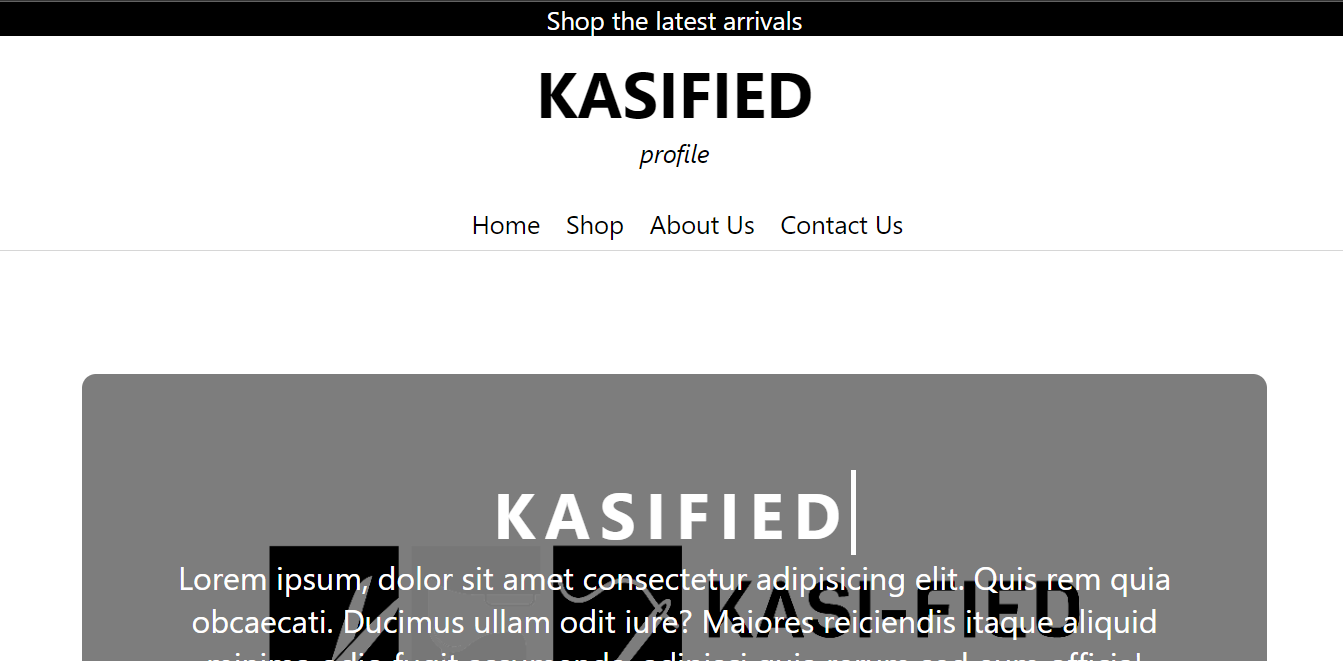 Shop the latest arrivals
KASIFIED
profile
Home Shop About Us Contact Us
KASIFIED
Lorem ipsum, dolor sit amet consectetur adipisicing elit. Quis rem quia
KASI-FIED
obcaecati. Ducimus ullam odit iure? Maiores reiciendis itaque aliquid